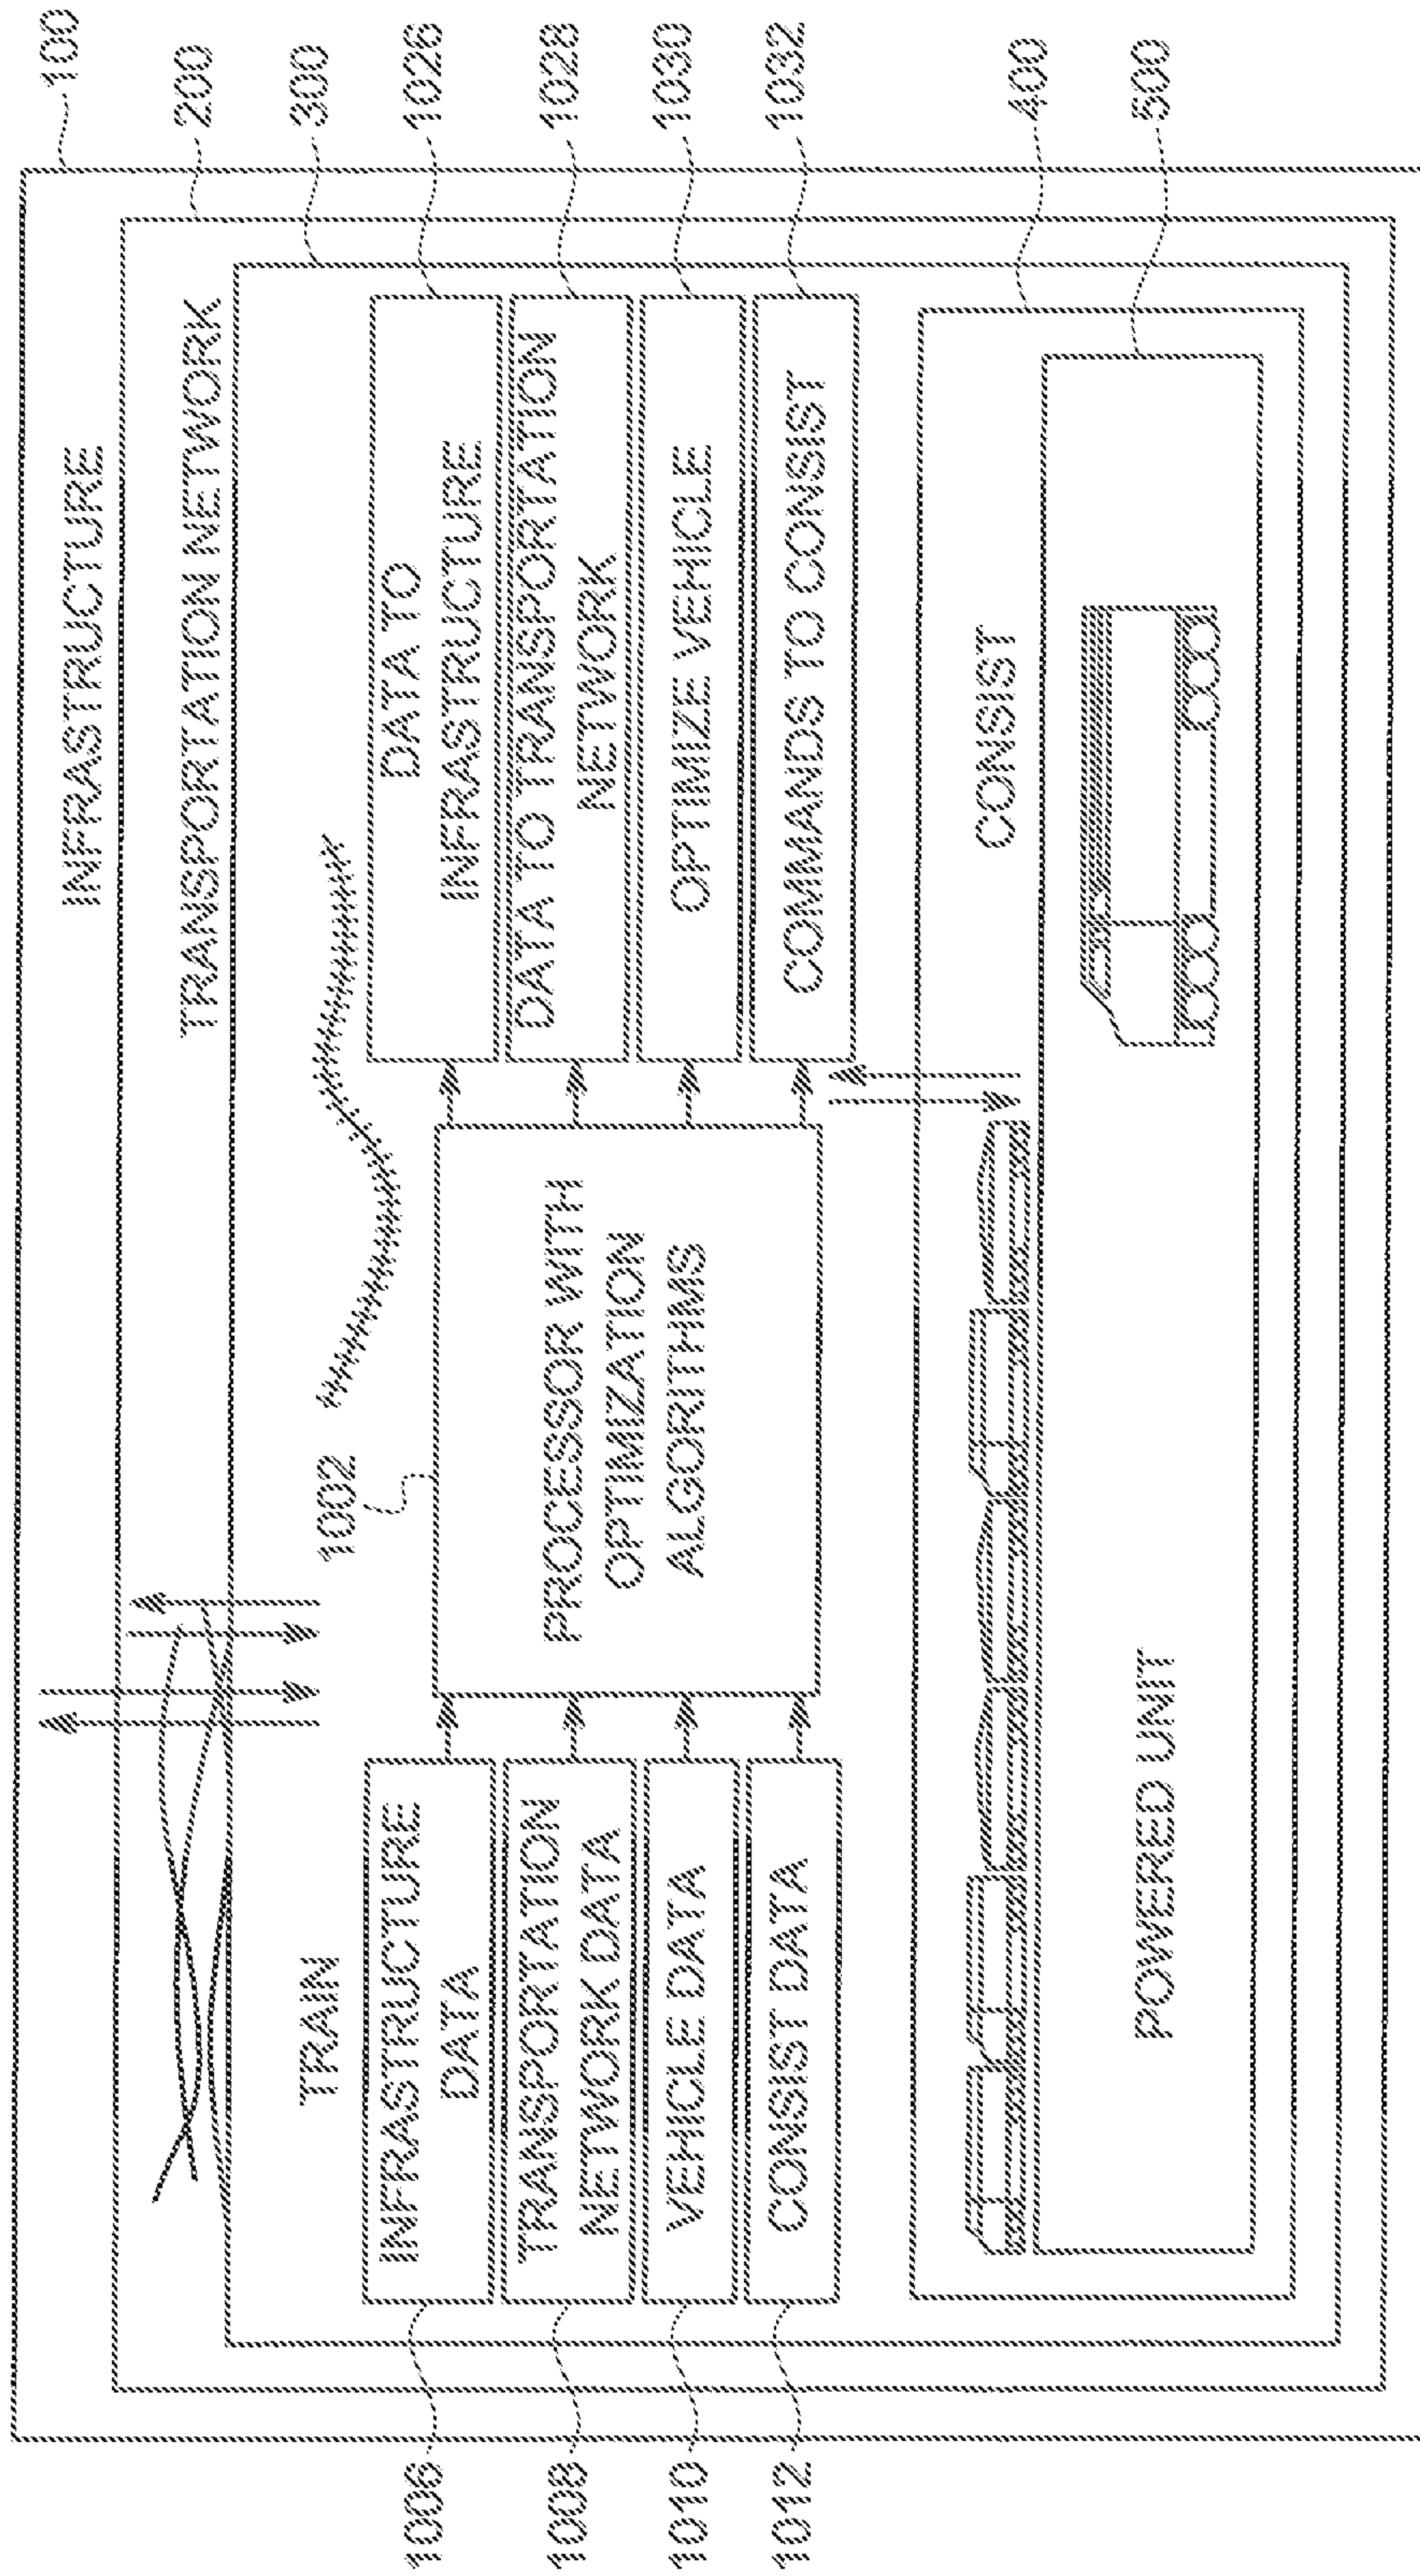 100
INFRASTRUCTURE
200
TRANSPORTATION NETWORK
300
TRAIN
1002
1006
INFRASTRUCTURE
DATA
1008
TRANSPORTATION
NETWORK DATA
1010
VEHICLE DATA
1012
CONSIST DATA
PROCESSOR WITH
OPTIMIZATION
ALGORITHMS
DATA TO
INFRASTRUCTURE
1026
DATA TO TRANSPORTATION
NETWORK
1028
OPTIMIZE VEHICLE
1030
COMMANDS TO CONSIST
1032
CONSIST
400
POWERED UNIT
500